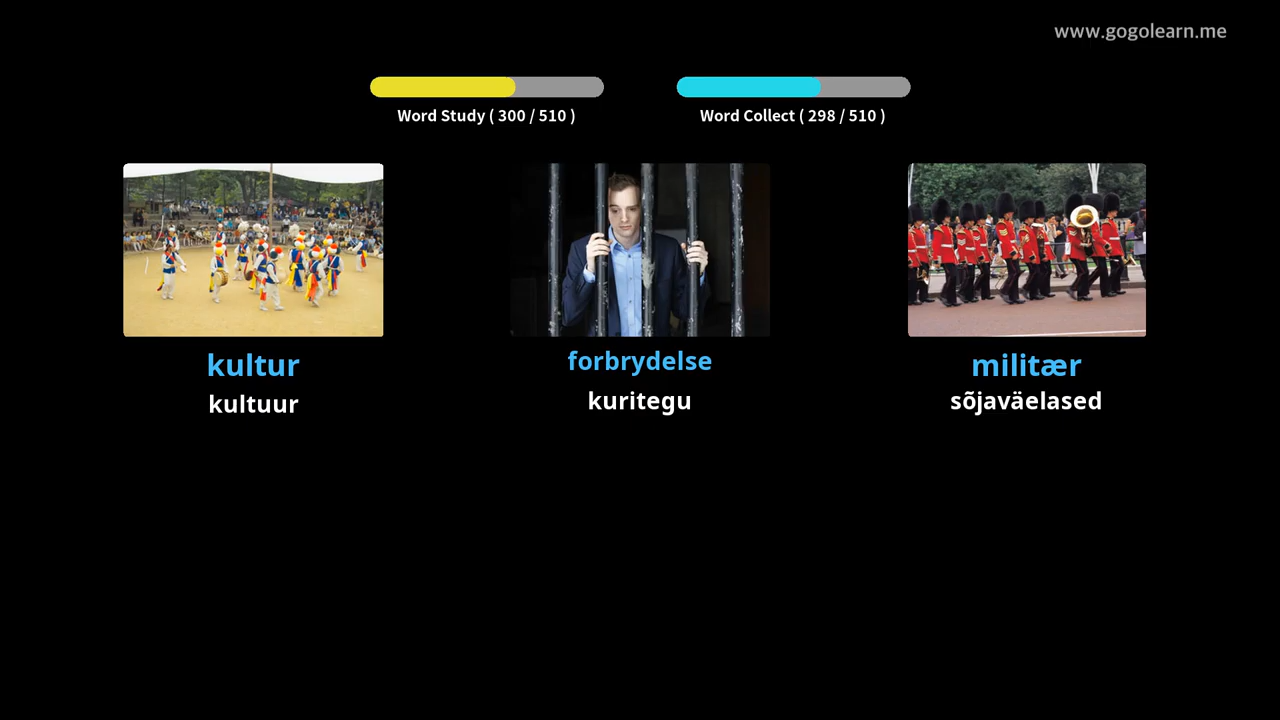 www.gogolearn.me
Word Study ( 300 / 510 )
Word Collect ( 298 / 510 )
kultur
kultuur
forbrydelse
kuritegu
militær
sõjaväelased